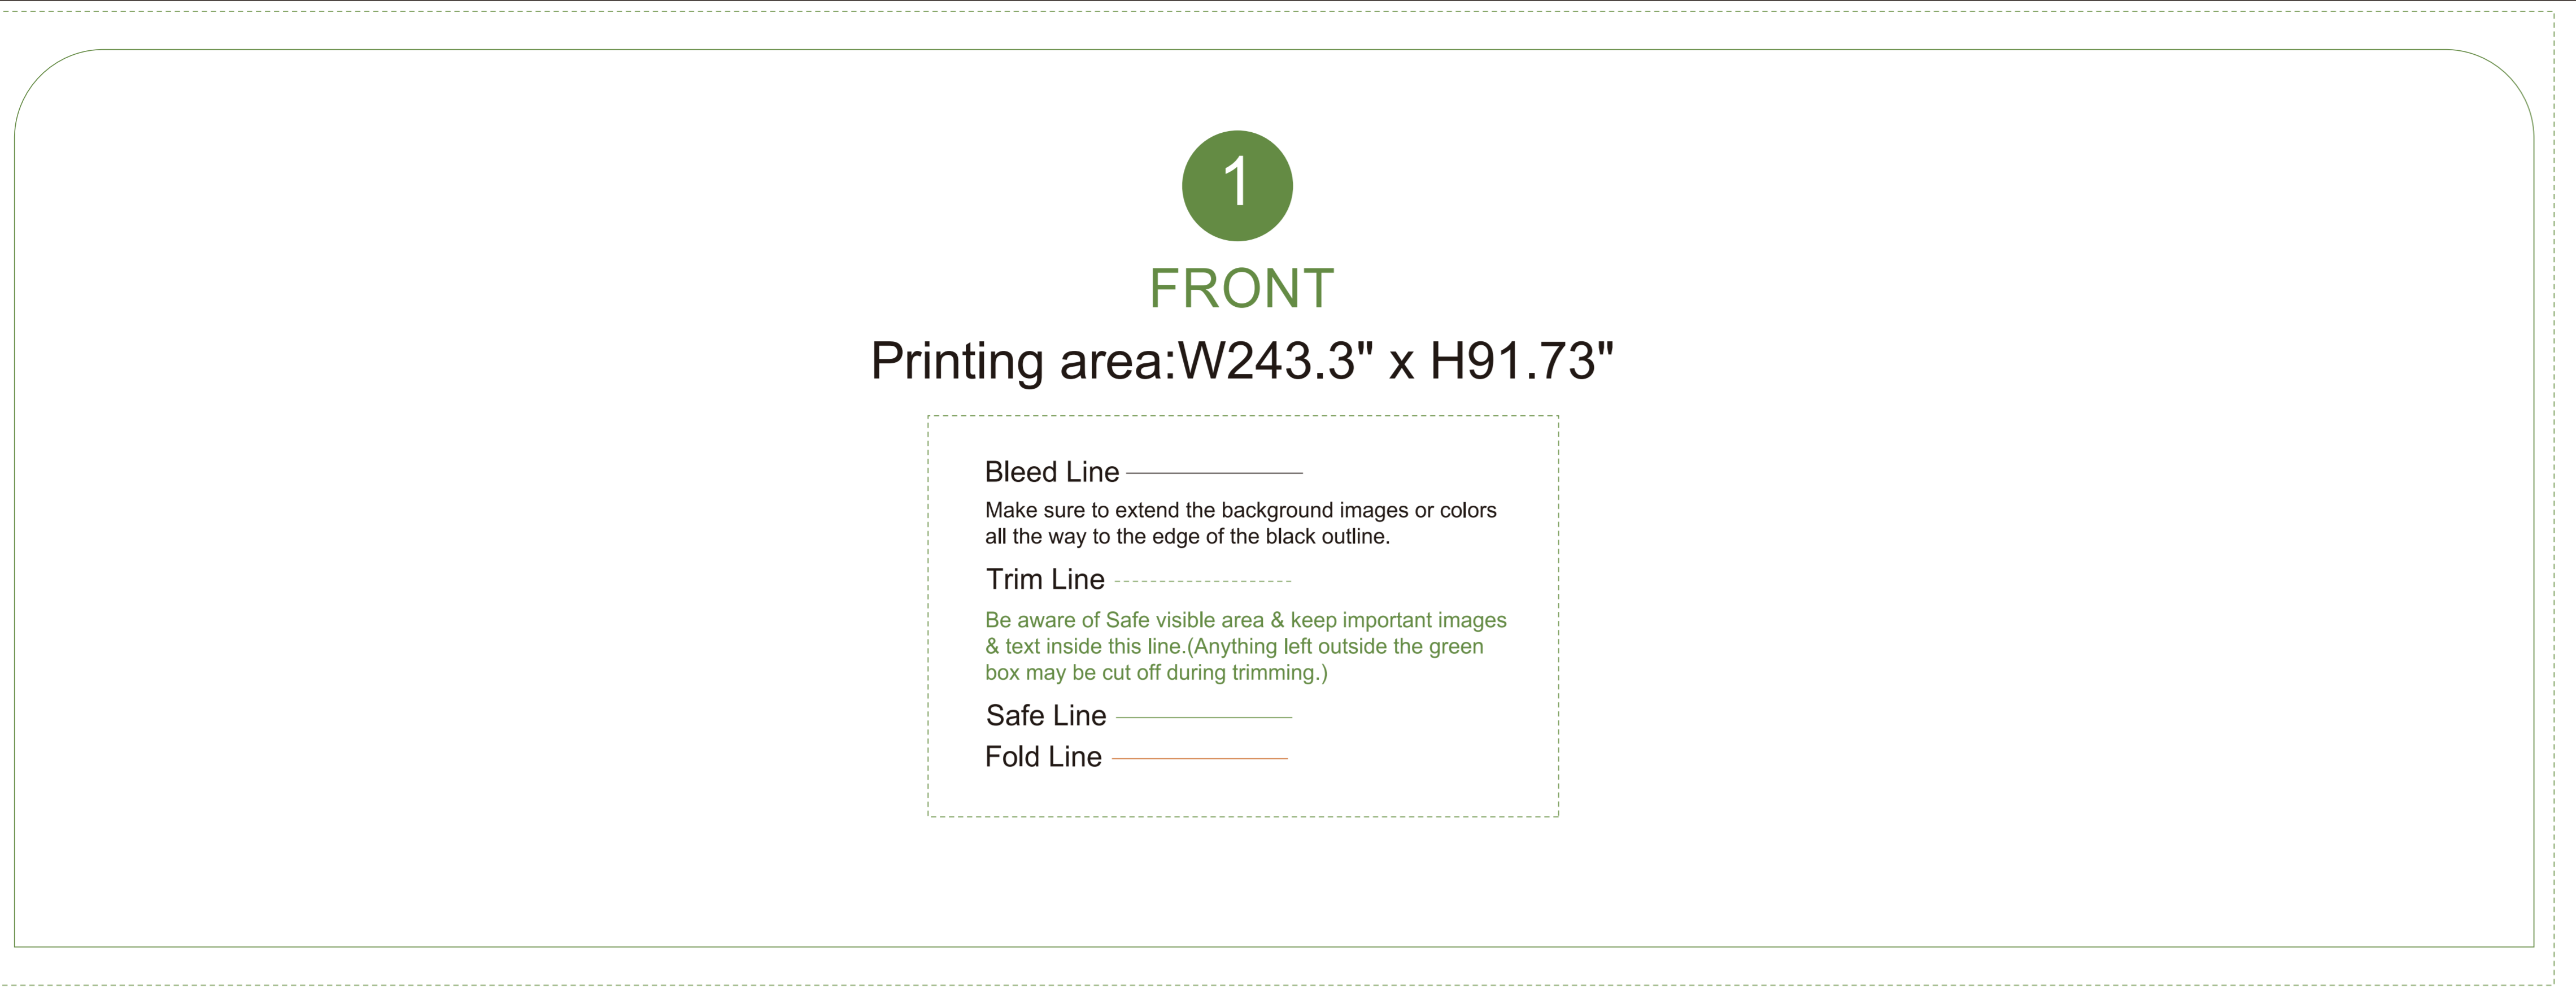 1
FRONT
Printing area:W243.3" x H91.73"
Bleed Line
Make sure to extend the background images or colors
all the way to the edge of the black outline.
Trim Line
Be aware of Safe visible area & keep important images
& text inside this line.(Anything left outside the green
box may be cut off during trimming.)
Safe Line
Fold Line